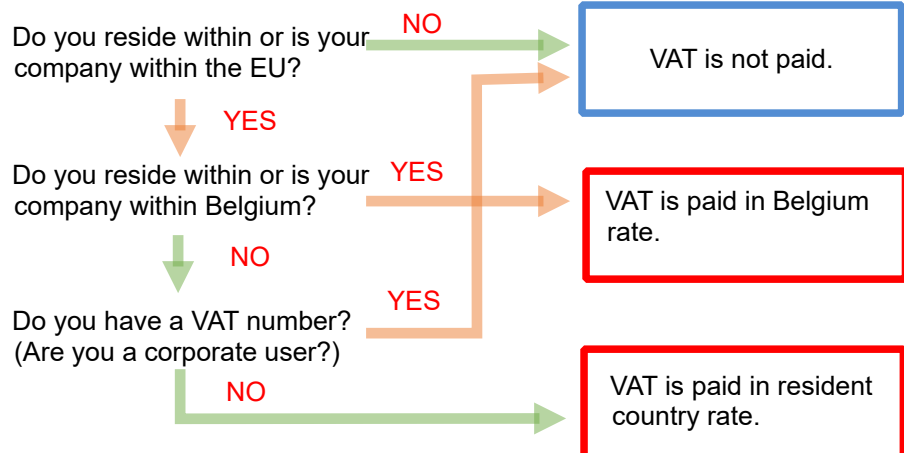 Do you reside within or is your
company within the EU?
NO
VAT is not paid.
YES
Do you reside within or is your
company within Belgium?
YES
VAT is paid in Belgium
rate.
NO
Do you have a VAT number?
(Are you a corporate user?)
YES
NO
VAT is paid in resident
country rate.